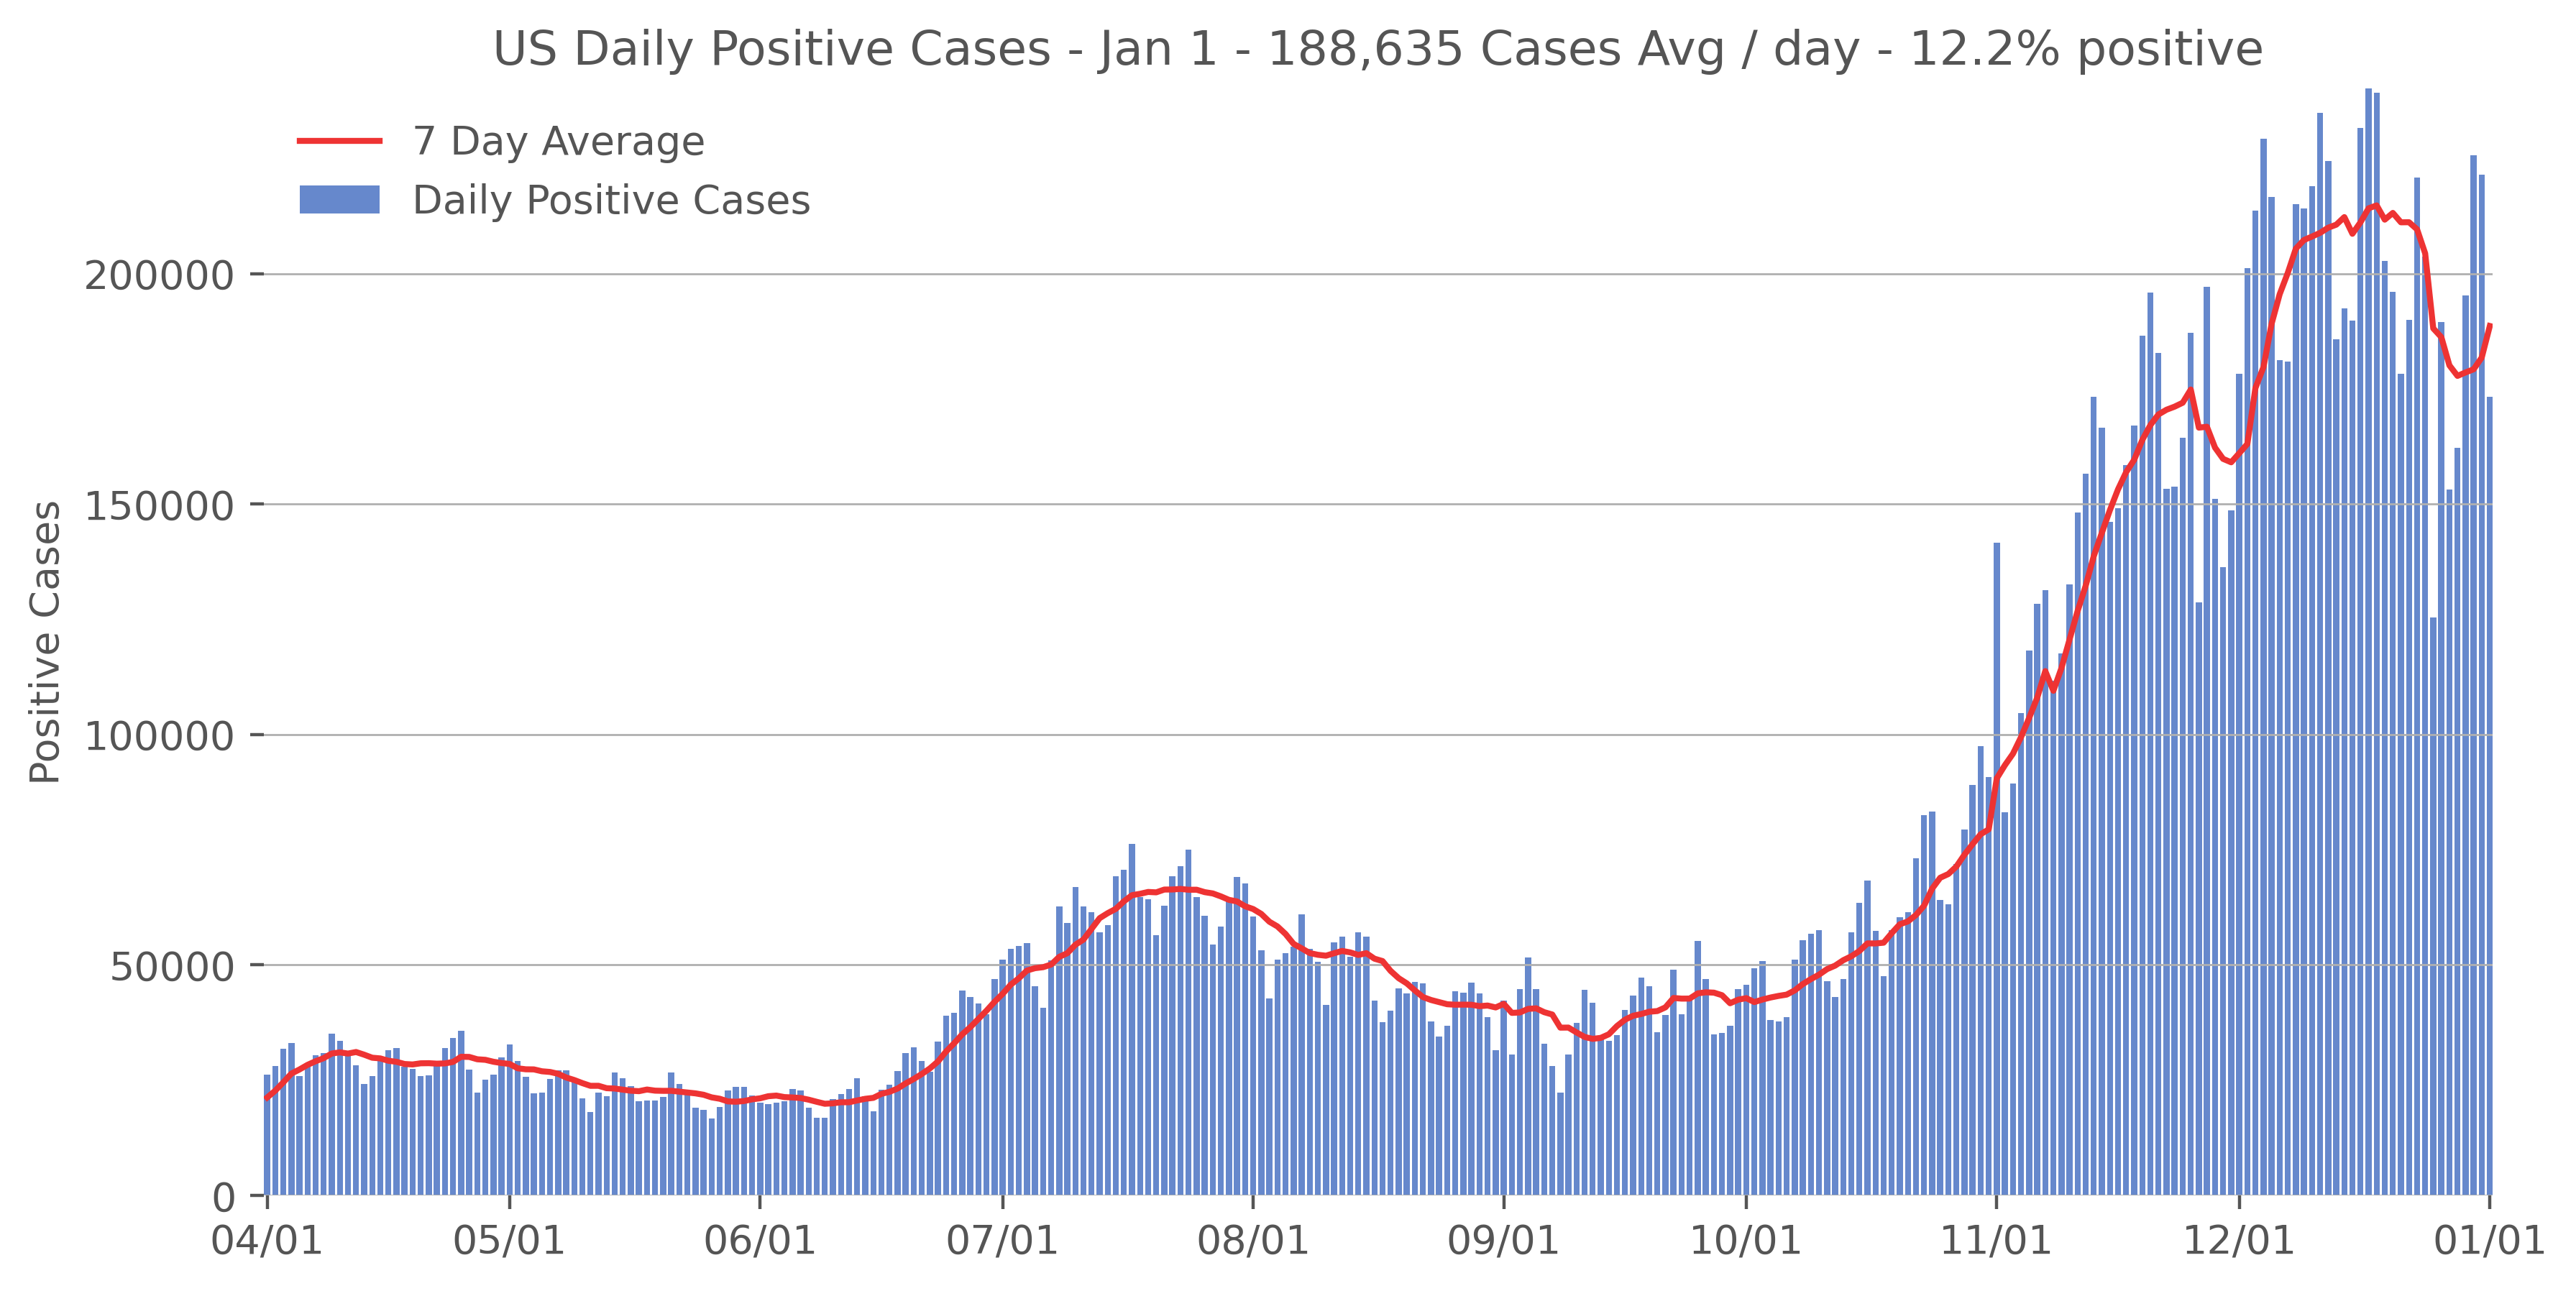 US Daily Positive Cases - Jan 1 - 188,635 Cases Avg / day - 12.2% positive
7 Day Average
Daily Positive Cases
200000
150000
100000
50000
0
Positive Cases
04/01 05/01 06/01 07/01 08/01 09/01 10/01 11/01 12/01 01/01